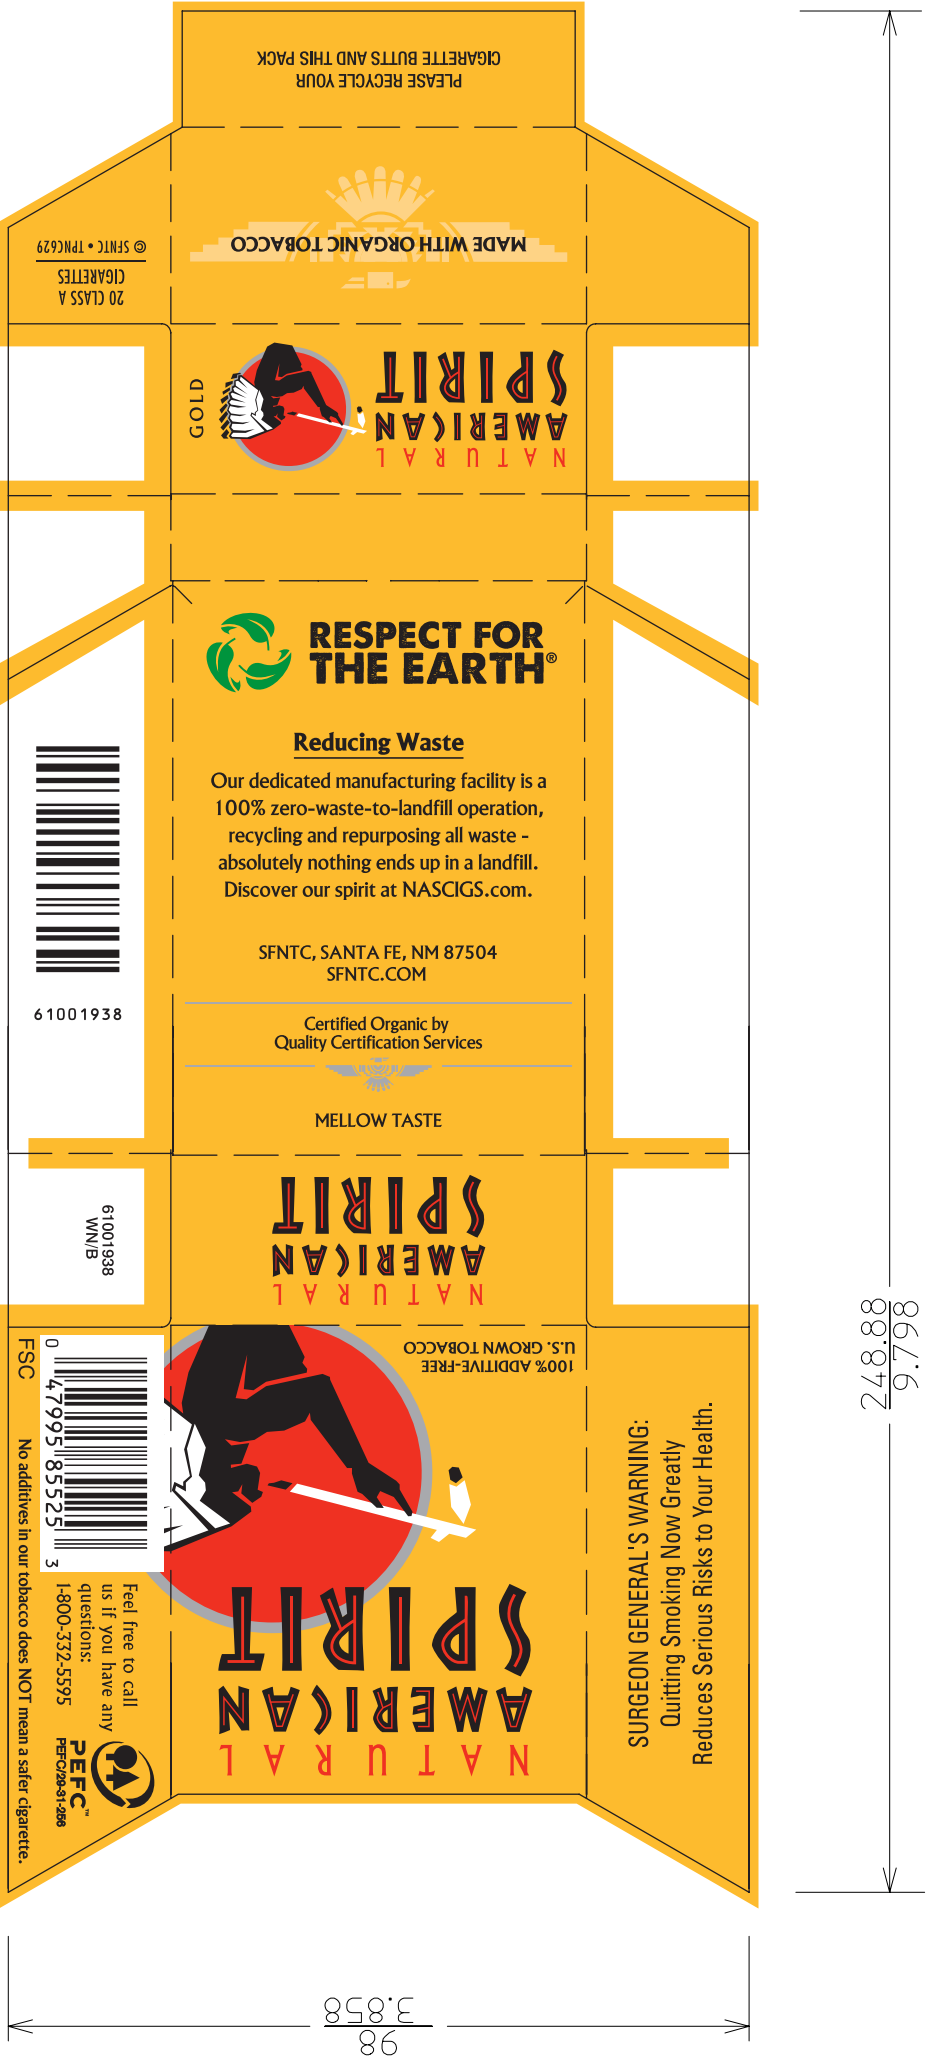 PLEASE RECYCLE YOUR
CIGARETTE BUTTS AND THIS PACK
MADE WITH ORGANIC TOBACCO
20 CLASS A
CIGARETTES
© SFNTC • TPNC629
NATURAL
AMERICAN
SPIRIT
GOLD
RESPECT FOR
THE EARTH®
Reducing Waste
Our dedicated manufacturing facility is a
100% zero-waste-to-landfill operation,
recycling and repurposing all waste -
absolutely nothing ends up in a landfill.
Discover our spirit at NASCIGS.com.
SFNTC, SANTA FE, NM 87504
SFNTC.COM
Certified Organic by
Quality Certification Services
MELLOW TASTE
61001938
61001938
WN/B
NATURAL
AMERICAN
SPIRIT
100% ADDITIVE-FREE
U.S. GROWN TOBACCO
NATURAL
AMERICAN
SPIRIT
FSC
No additives in our tobacco does NOT mean a safer cigarette.
0 47995 85525 3
Feel free to call
us if you have any
questions:
1-800-332-5595
PEFC™
PEFC/29-31-256
SURGEON GENERAL'S WARNING:
Quitting Smoking Now Greatly
Reduces Serious Risks to Your Health.
248.88
9.798
98
3.858